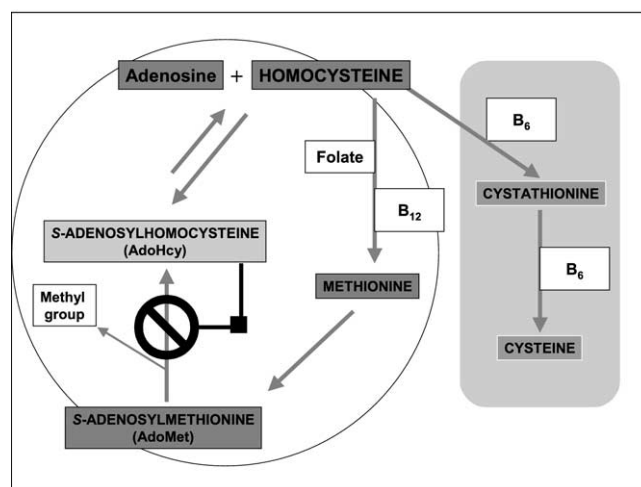 Adenosine + HOMOCYSTEINE
B₆
Folate
CYSTATHIONINE
B₁₂
S-ADENOSYLHOMOCYSTEINE
(AdoHcy)
B₆
METHIONINE
Methyl
group
CYSTEINE
S-ADENOSYLMETHIONINE
(AdoMet)